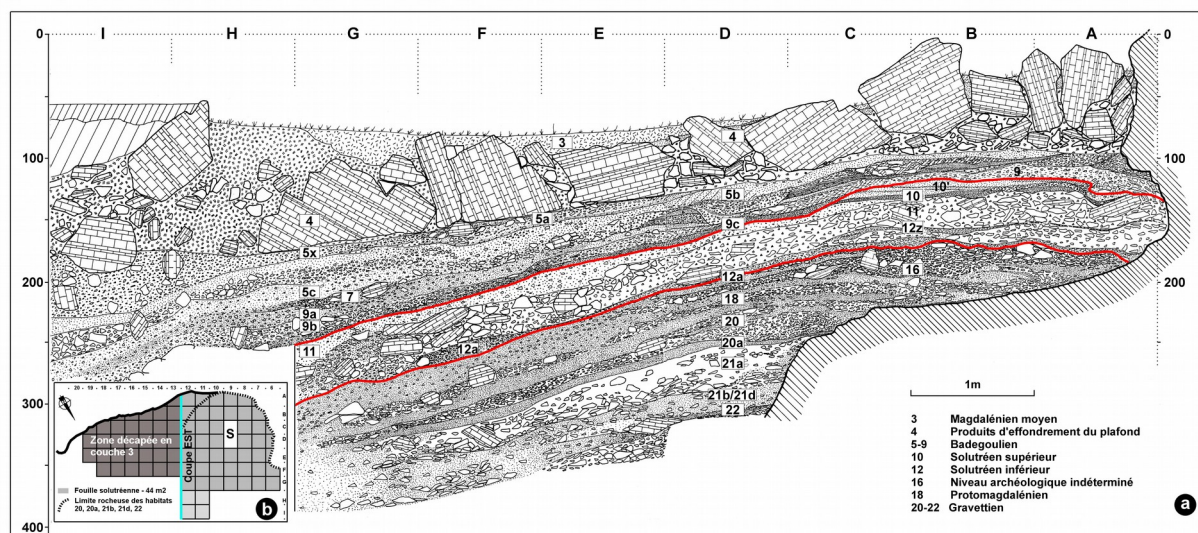 I H G F E D C B A
0
100
200
300
400
0
100
200
3
4
4
5a
5b
5x
5c
7
9
9a
9b
9c
10'
10
11
11
12z
12a
12a
16
18
20
20a
21a
21b/21d
22
1m
3 Magdalénien moyen
4 Produits d'effondrement du plafond
5-9 Badegoulien
10 Solutréen supérieur
12 Solutréen inférieur
16 Niveau archéologique indéterminé
18 Protomagdalénien
20-22 Gravettien
a
Zone décapée en
couche 3
Coupe EST
S
A
B
C
D
E
F
G
H
I
Fouille solutréenne - 44 m2
Limite rocheuse des habitats
20, 20a, 21b, 21d, 22
b